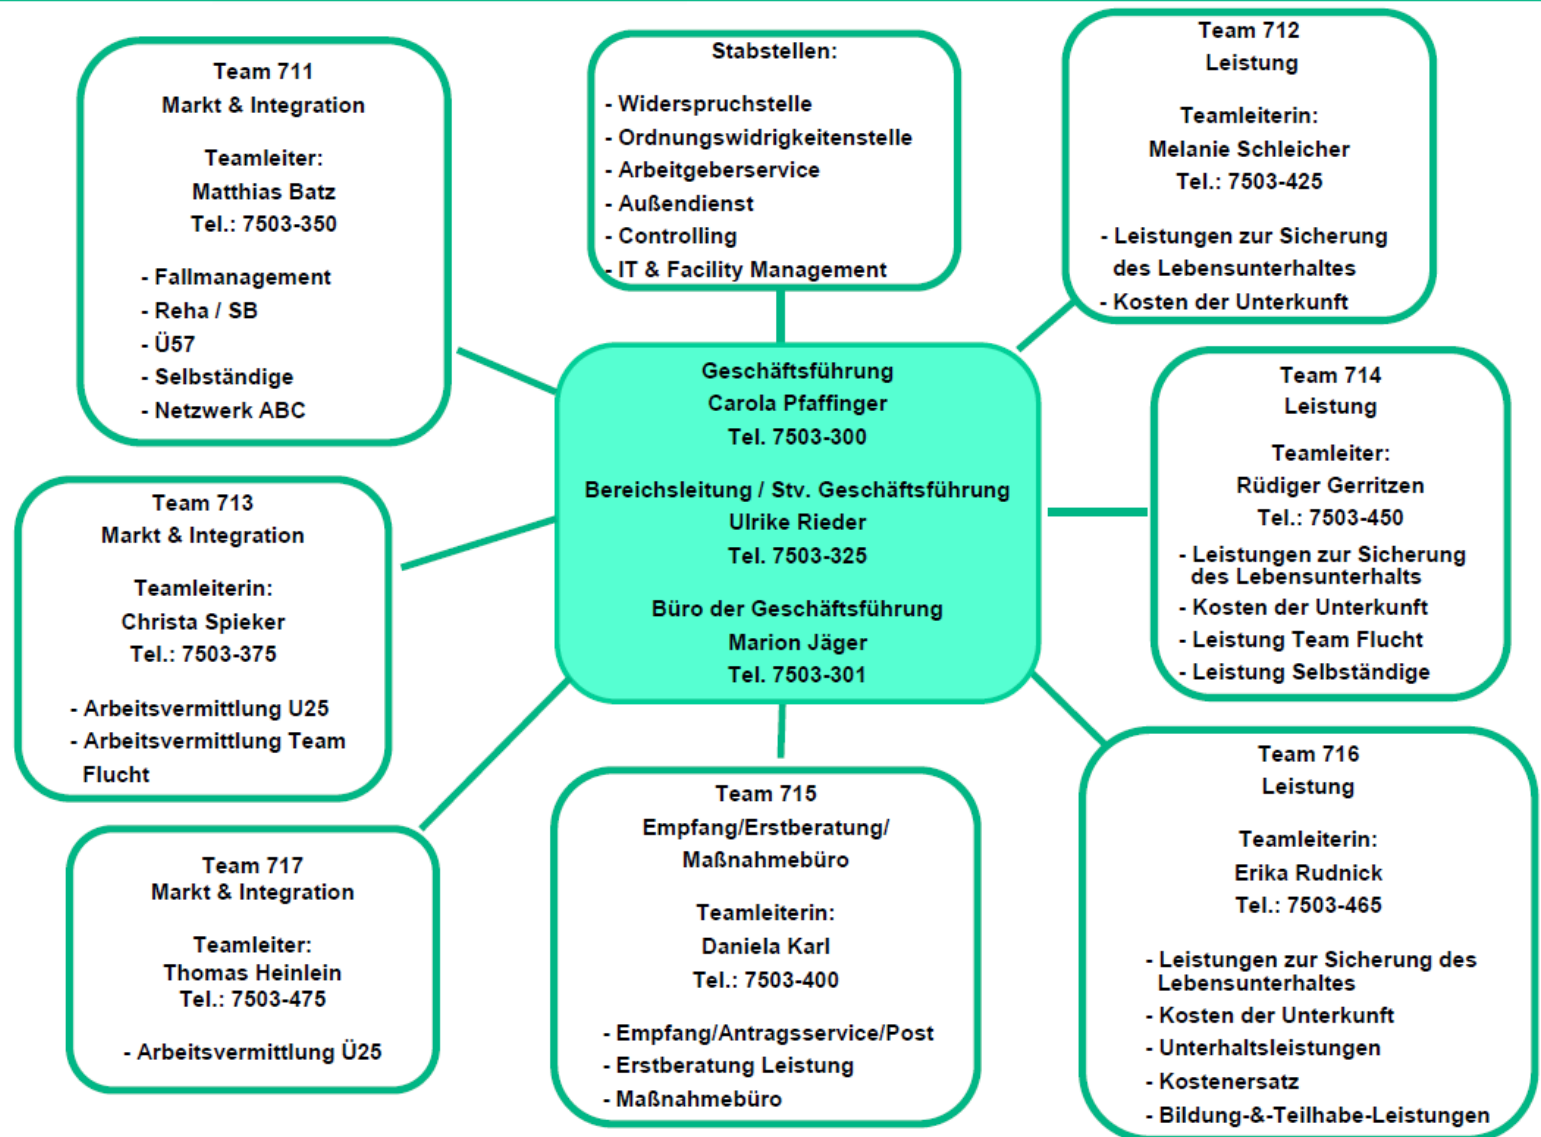 Team 711
Markt & Integration
Teamleiter:
Matthias Batz
Tel.: 7503-350
- Fallmanagement
- Reha / SB
- Ü57
- Selbständige
- Netzwerk ABC
Stabstellen:
- Widerspruchstelle
- Ordnungswidrigkeitenstelle
- Arbeitgeberservice
- Außendienst
- Controlling
- IT & Facility Management
Team 712
Leistung
Teamleiterin:
Melanie Schleicher
Tel.: 7503-425
- Leistungen zur Sicherung
des Lebensunterhaltes
- Kosten der Unterkunft
Geschäftsführung
Carola Pfaffinger
Tel. 7503-300
Bereichsleitung / Stv. Geschäftsführung
Ulrike Rieder
Tel. 7503-325
Büro der Geschäftsführung
Marion Jäger
Tel. 7503-301
Team 714
Leistung
Teamleiter:
Rüdiger Gerritzen
Tel.: 7503-450
- Leistungen zur Sicherung
des Lebensunterhalts
- Kosten der Unterkunft
- Leistung Team Flucht
- Leistung Selbständige
Team 713
Markt & Integration
Teamleiterin:
Christa Spieker
Tel.: 7503-375
- Arbeitsvermittlung U25
- Arbeitsvermittlung Team
Flucht
Team 717
Markt & Integration
Teamleiter:
Thomas Heinlein
Tel.: 7503-475
- Arbeitsvermittlung Ü25
Team 715
Empfang/Erstberatung/
Maßnahmebüro
Teamleiterin:
Daniela Karl
Tel.: 7503-400
- Empfang/Antragsservice/Post
- Erstberatung Leistung
- Maßnahmebüro
Team 716
Leistung
Teamleiterin:
Erika Rudnick
Tel.: 7503-465
- Leistungen zur Sicherung des
Lebensunterhaltes
- Kosten der Unterkunft
- Unterhaltsleistungen
- Kostenersatz
- Bildung-&-Teilhabe-Leistungen